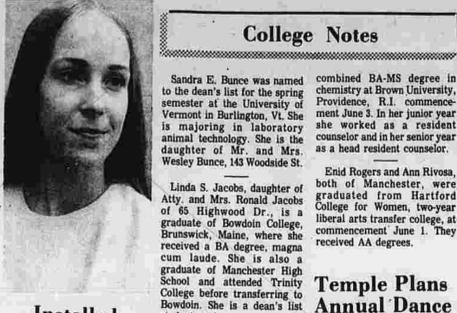 College Notes
Sandra E. Bunce was named
to the dean's list for the spring
semester at the University of
Vermont in Burlington, Vt. She
is majoring in laboratory
animal technology. She is the
daughter of Mr. and Mrs.
Wesley Bunce, 143 Woodside St.
Linda S. Jacobs, daughter of
Atty. and Mrs. Ronald Jacobs
of 65 Highwood Dr., is a
graduate of Bowdoin College,
Brunswick, Maine, where she
received a BA degree, magna
cum laude. She is also a
graduate of Manchester High
School and attended Trinity
College before transferring to
Bowdoin. She is a dean's list
combined BA-MS degree in
chemistry at Brown University,
Providence, R.I. commence-
ment June 3. In her junior year
she worked as a resident
counselor and in her senior year
as a head resident counselor.
Enid Rogers and Ann Rivosa,
both of Manchester, were
graduated from Hartford
College for Women, two-year
liberal arts transfer college, at
commencement June 1. They
received AA degrees.
Temple Plans
Annual Dance